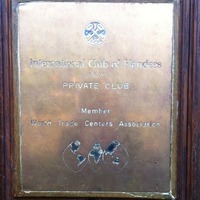 International Club of Flanders
PRIVATE CLUB
Member
World Trade Centers Association